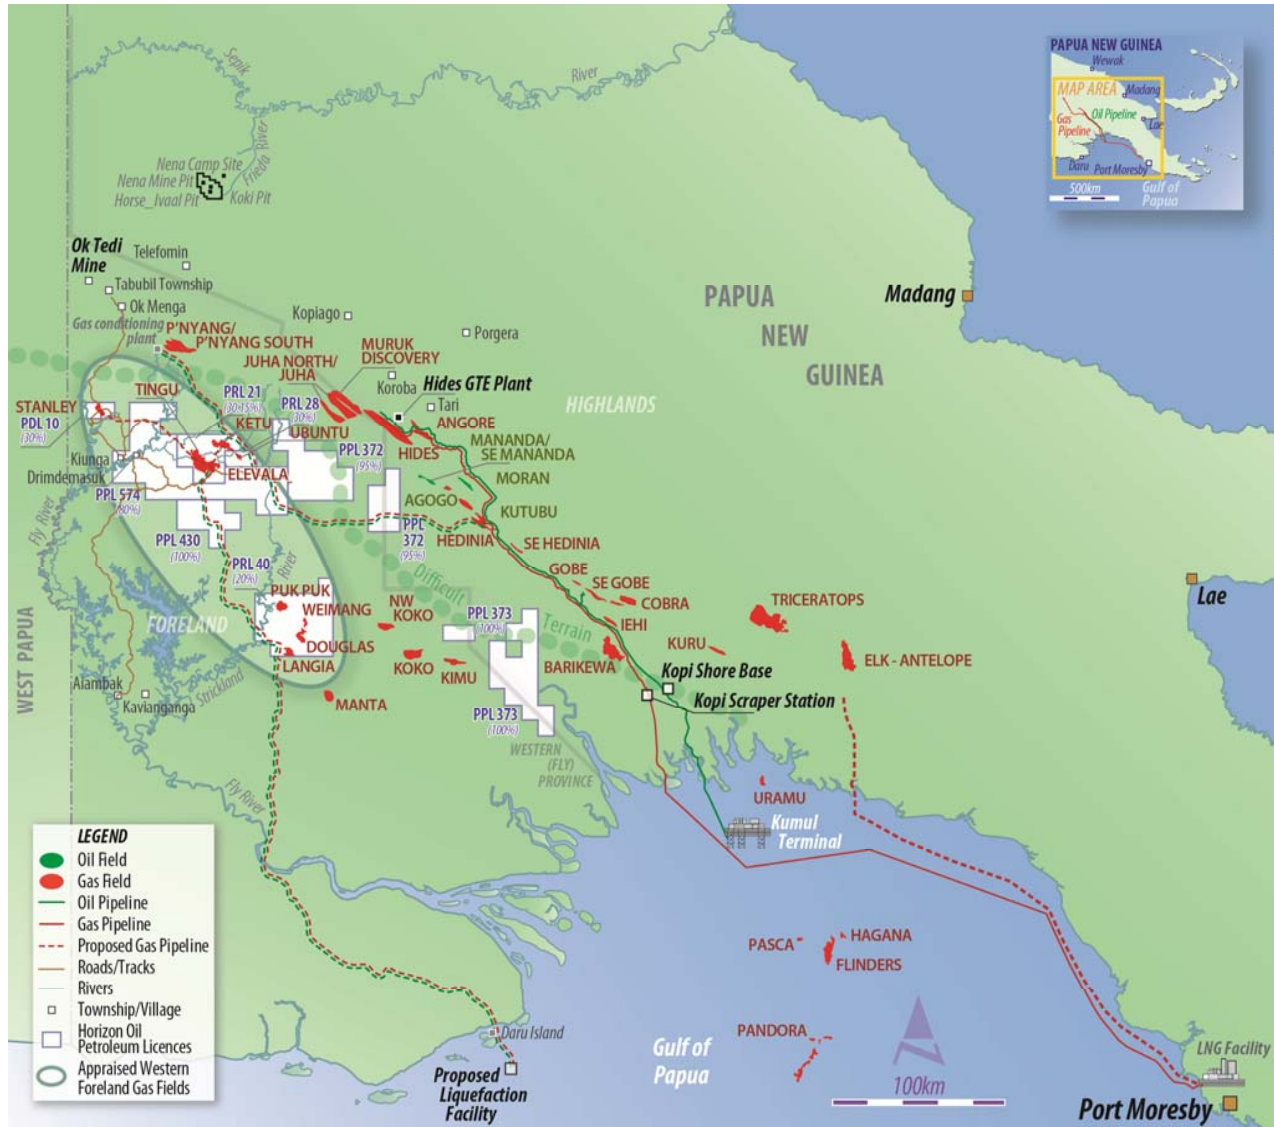 PAPUA NEW GUINEA
Wewak
MAP AREA
Madang
Oil Pipeline
Gas
Pipeline
Lae
Daru
Port Moresby
500km
Gulf of
Papua
Sepik
River
Frieda River
Nena Camp Site
Nena Mine Pit
Horse_Ivaal Pit
Koki Pit
Ok Tedi
Mine
Telefomin
Tabubil Township
Ok Menga
Gas conditioning
plant
P'NYANG/
P'NYANG SOUTH
Kopiago
Porgera
MURUK
DISCOVERY
JUHA NORTH/
JUHA
Koroba
Hides GTE Plant
Tari
PAPUA
NEW
GUINEA
Madang
HIGHLANDS
TINGU
PRL 21
(30.15%)
PRL 28
(30%)
STANLEY
PDL 10
(30%)
KETU
UBUNTU
ELEVALA
ANGORE
HIDES
MANANDA/
SE MANANDA
MORAN
PPL 372
(95%)
Kiunga
Drimdemasuk
PPL 574
(80%)
AGOGO
KUTUBU
PPL
372
(95%)
HEDINIA
SE HEDINIA
Fly River
PPL 430
(100%)
PRL 40
(20%)
River
Difficult
Terrain
GOBE
SE GOBE
COBRA
IEHI
TRICERATOPS
Lae
PUK PUK
WEIMANG
DOUGLAS
LANGIA
NW
KOKO
KOKO
KIMU
PPL 373
(100%)
BARIKEWA
KURU
ELK - ANTELOPE
FORELAND
WEST PAPUA
Strickland
Aiambak
Kavianganga
MANTA
PPL 373
(100%)
Kopi Shore Base
Kopi Scraper Station
WESTERN
(FLY)
PROVINCE
Fly River
URAMU
Kumul
Terminal
LEGEND
Oil Field
Gas Field
Oil Pipeline
Gas Pipeline
Proposed Gas Pipeline
Roads/Tracks
Rivers
Township/Village
Horizon Oil
Petroleum Licences
Appraised Western
Foreland Gas Fields
PASCA
HAGANA
FLINDERS
PANDORA
Daru Island
Proposed
Liquefaction
Facility
Gulf of
Papua
N
100km
LNG Facility
Port Moresby